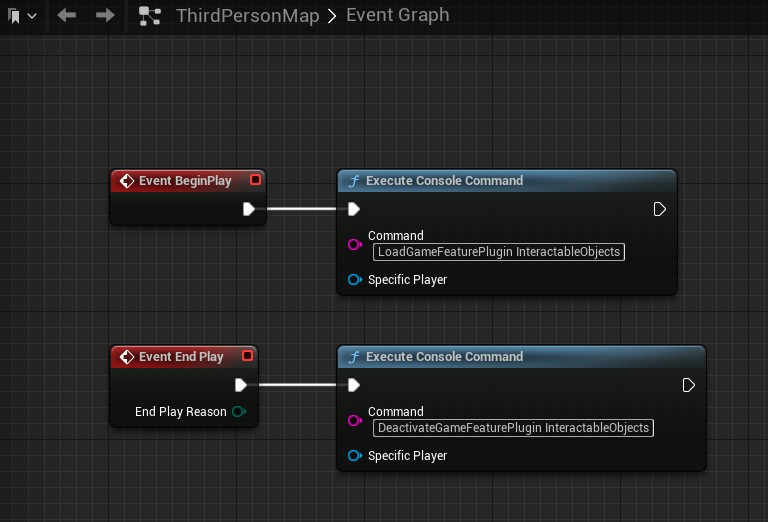 ThirdPersonMap > Event Graph
Event BeginPlay
f Execute Console Command
Command
LoadGameFeaturePlugin InteractableObjects
Specific Player
Event End Play
End Play Reason
f Execute Console Command
Command
DeactivateGameFeaturePlugin InteractableObjects
Specific Player